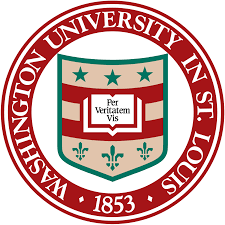 WASHINGTON UNIVERSITY IN ST. LOUIS
Per
Veritatem
Vis
· 1853 ·